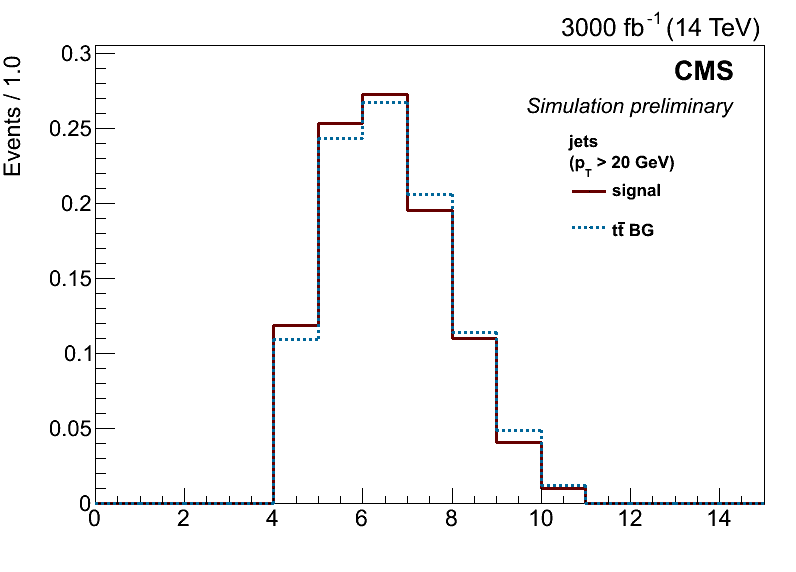 3000 fb⁻¹ (14 TeV)
CMS
Simulation preliminary
Events / 1.0
jets
(p_T > 20 GeV)
signal
tt̄ BG
0.3
0.25
0.2
0.15
0.1
0.05
0
0 2 4 6 8 10 12 14